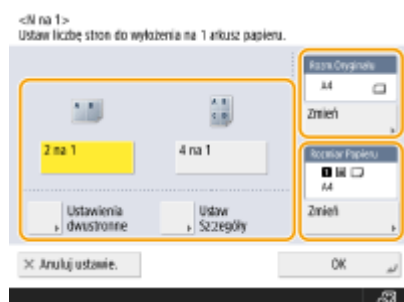 <N na 1>
Ustaw liczbę stron do wyłożenia na 1 arkusz papieru.
Rozm. Oryginału
A4
Zmień
2 na 1
4 na 1
Rozmiar Papieru
1
A4
Zmień
Ustawienia
dwustronne
Ustaw
Szczegóły
× Anuluj ustawie.
OK